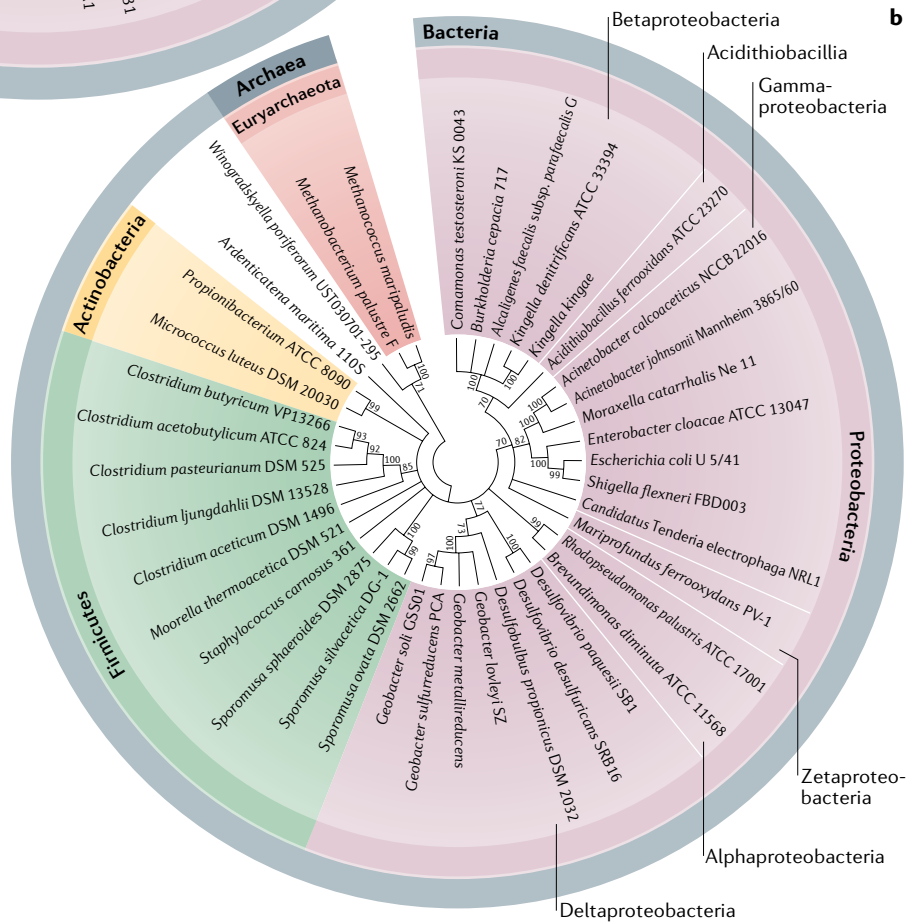 11
31
b
Bacteria
Archaea
Euryarchaeota
Actinobacteria
Firmicutes
Proteobacteria
Betaproteobacteria
Acidithiobacillia
Gamma-
proteobacteria
Zetaproteo-
bacteria
Alphaproteobacteria
Deltaproteobacteria
Comamonas testosteroni KS 0043
Burkholderia cepacia 717
Alcaligenes faecalis subsp. parafaecalis G
Kingella denitrificans ATCC 33394
Kingella kingae
Acidithiobacillus ferrooxidans ATCC 23270
Acinetobacter calcoaceticus NCCB 22016
Acinetobacter johnsonii Mannheim 3865/60
Moraxella catarrhalis Ne 11
Enterobacter cloacae ATCC 13047
Escherichia coli U 5/41
Shigella flexneri FBD003
Candidatus Tenderia electrophaga NRL1
Mariprofundus ferrooxydans PV-1
Rhodopseudomonas palustris ATCC 17001
Brevundimonas diminuta ATCC 11568
Desulfovibrio paquesii SB1
Desulfovibrio desulfuricans SRB16
Desulfobulbus propionicus DSM 2032
Geobacter lovleyi SZ
Geobacter metallireducens
Geobacter sulfurreducens PCA
Geobacter soli GSS01
Sporomusa ovata DSM 2662
Sporomusa silvacetica DG-1
Sporomusa sphaeroides DSM 2875
Staphylococcus carnosus 361
Moorella thermoacetica DSM 521
Clostridium aceticum DSM 1496
Clostridium ljungdahlii DSM 13528
Clostridium pasteurianum DSM 525
Clostridium acetobutylicum ATCC 824
Clostridium butyricum VP13266
Micrococcus luteus DSM 20030
Propionibacterium ATCC 8090
Ardenticatena maritima 110S
Winogradskyella poriferorum UST030701-295
Methanobacterium palustre F
Methanococcus maripaludis
100
71
100
100
70
100
100
70
82
100
99
99
77
73
100
100
97
100
99
85
100
92
93
99